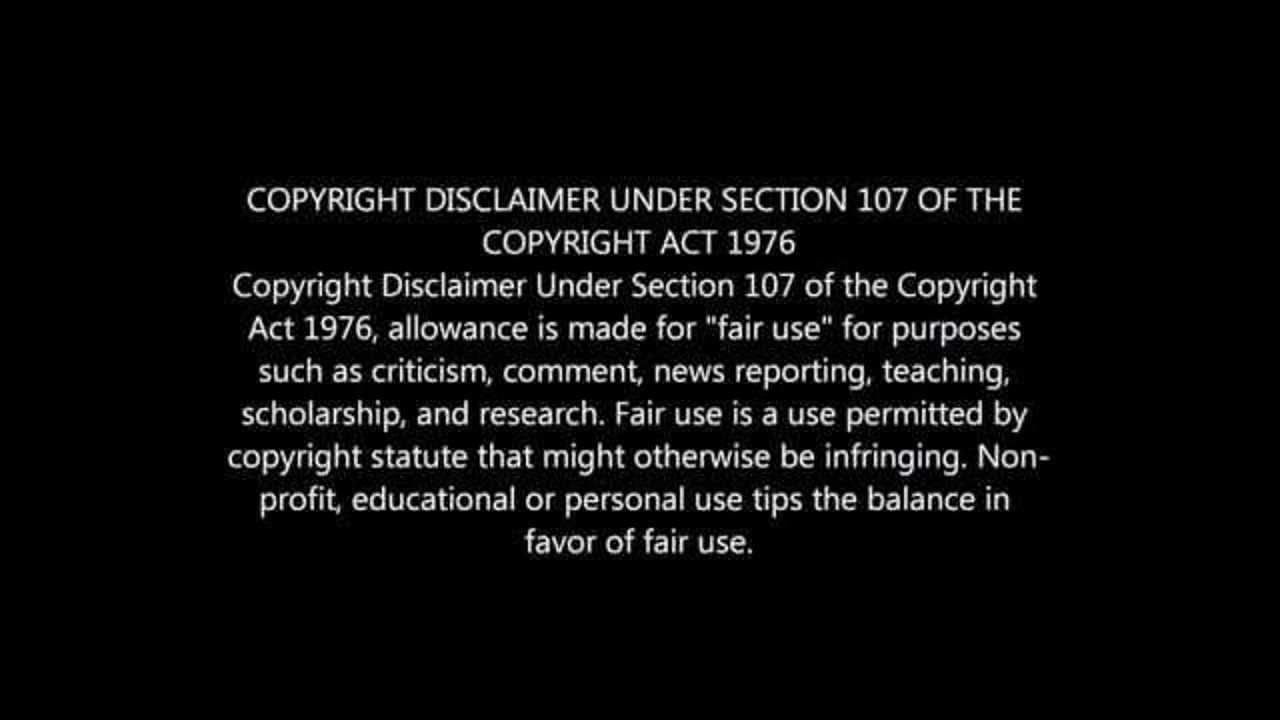 COPYRIGHT DISCLAIMER UNDER SECTION 107 OF THE
COPYRIGHT ACT 1976
Copyright Disclaimer Under Section 107 of the Copyright
Act 1976, allowance is made for "fair use" for purposes
such as criticism, comment, news reporting, teaching,
scholarship, and research. Fair use is a use permitted by
copyright statute that might otherwise be infringing. Non-
profit, educational or personal use tips the balance in
favor of fair use.